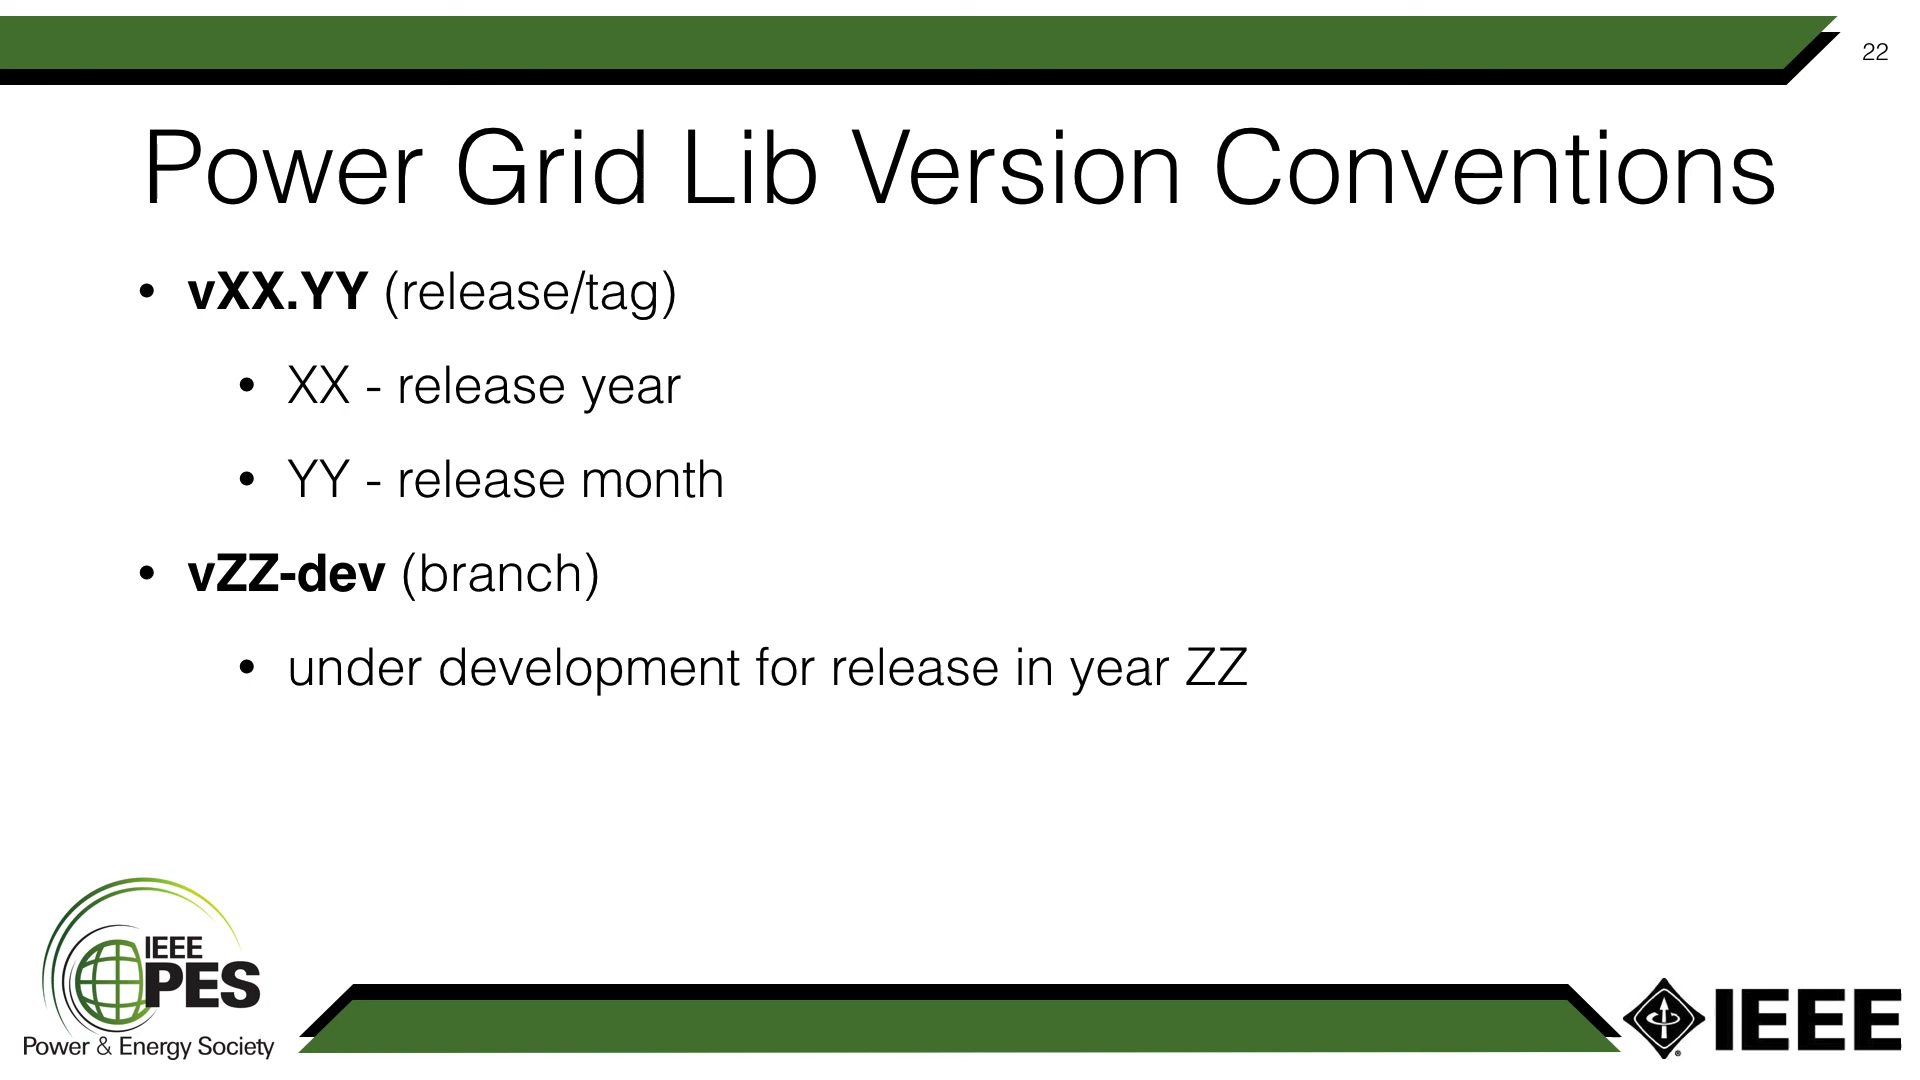 22
Power Grid Lib Version Conventions
• vXX.YY (release/tag)
• XX - release year
• YY - release month
• vZZ-dev (branch)
• under development for release in year ZZ
IEEE
PES
Power & Energy Society
IEEE
®